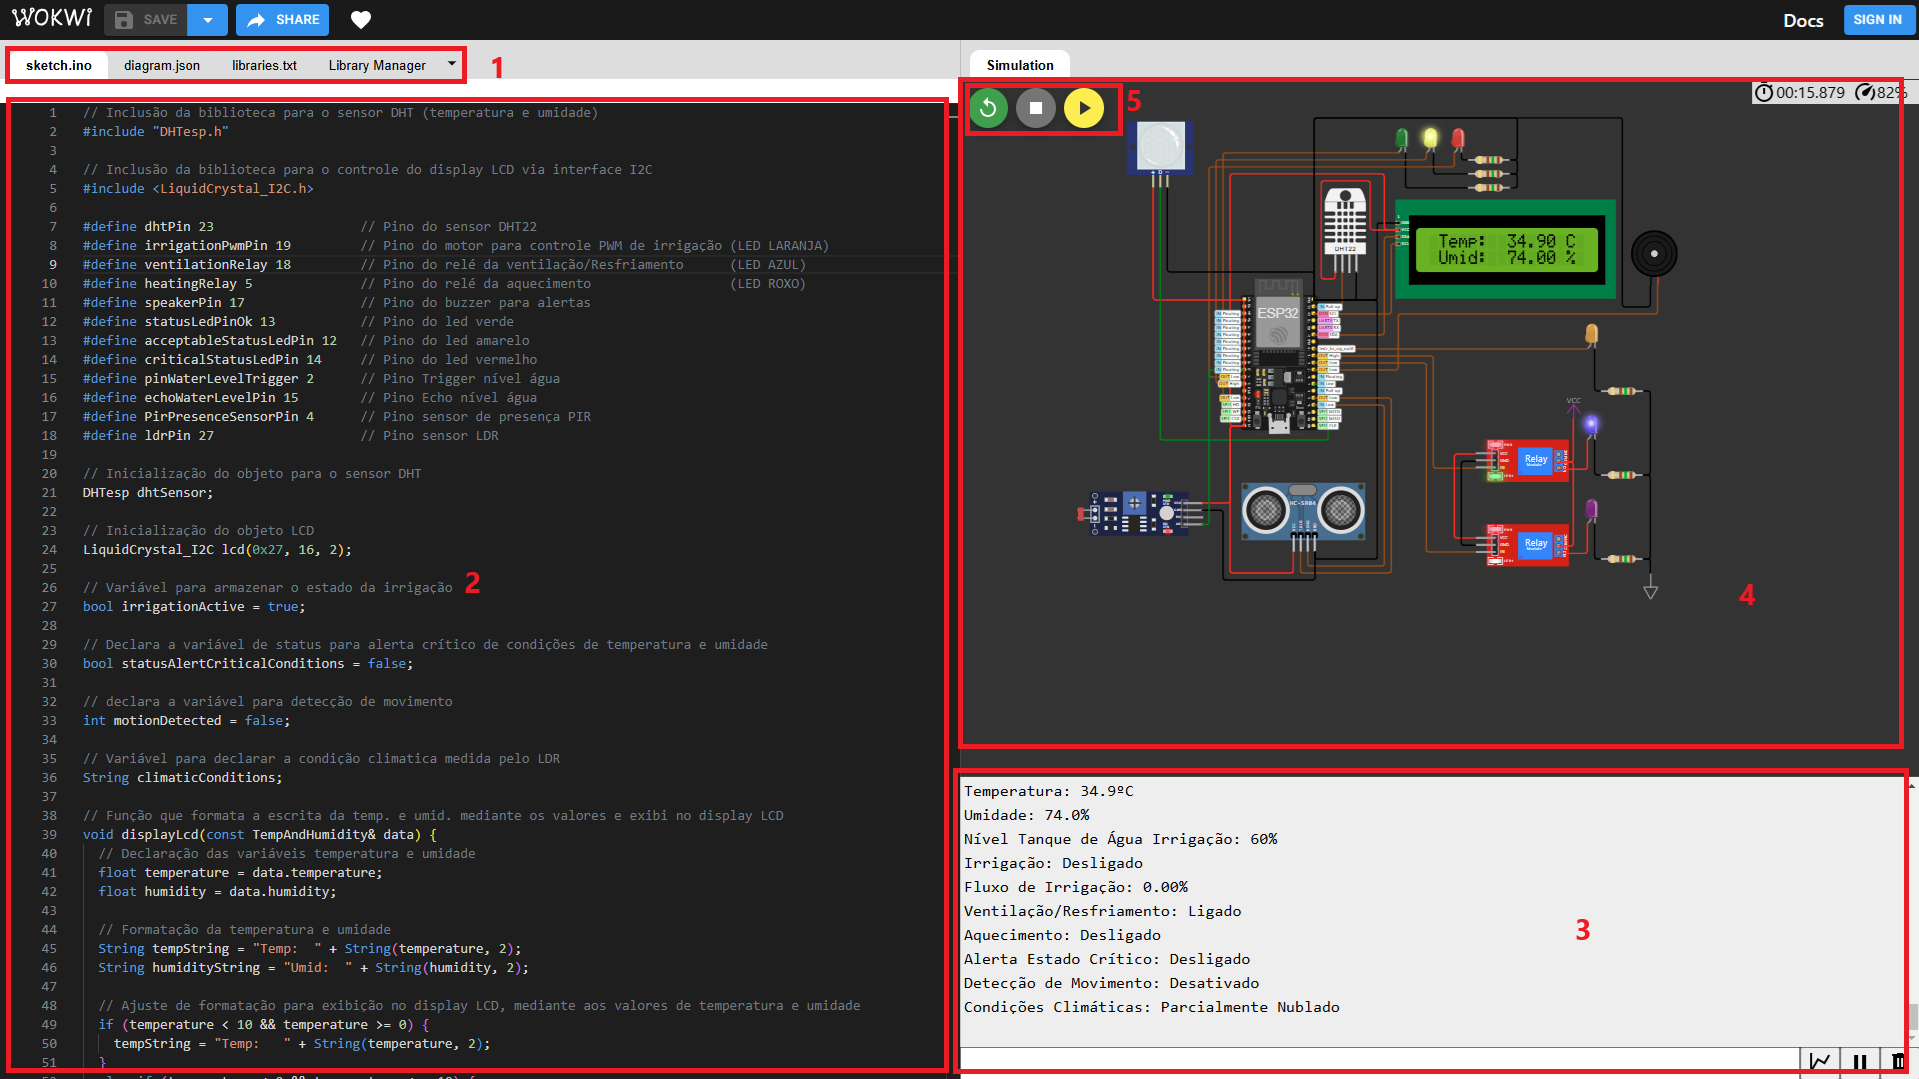 WOKWI SAVE SHARE Docs SIGN IN
sketch.ino diagram.json libraries.txt Library Manager 1
Simulation
1 // Inclusão da biblioteca para o sensor DHT (temperatura e umidade)
2 #include "DHTesp.h"
3
4 // Inclusão da biblioteca para o controle do display LCD via interface I2C
5 #include <LiquidCrystal_I2C.h>
6
7 #define dhtPin 23 // Pino do sensor DHT22
8 #define irrigationPwmPin 19 // Pino do motor para controle PWM de irrigação (LED LARANJA)
9 #define ventilationRelay 18 // Pino do relé da ventilação/Resfriamento (LED AZUL)
10 #define heatingRelay 5 // Pino do relé da aquecimento (LED ROXO)
11 #define speakerPin 17 // Pino do buzzer para alertas
12 #define statusLedPinOk 13 // Pino do led verde
13 #define acceptableStatusLedPin 12 // Pino do led amarelo
14 #define criticalStatusLedPin 14 // Pino do led vermelho
15 #define pinWaterLevelTrigger 2 // Pino Trigger nível água
16 #define echoWaterLevelPin 15 // Pino Echo nível água
17 #define PirPresenceSensorPin 4 // Pino sensor de presença PIR
18 #define ldrPin 27 // Pino sensor LDR
19
20 // Inicialização do objeto para o sensor DHT
21 DHTesp dhtSensor;
22
23 // Inicialização do objeto LCD
24 LiquidCrystal_I2C lcd(0x27, 16, 2);
25
26 // Variável para armazenar o estado da irrigação
2
27 bool irrigationActive = true;
28
29 // Declara a variável de status para alerta crítico de condições de temperatura e umidade
30 bool statusAlertCriticalConditions = false;
31
32 // declara a variável para detecção de movimento
33 int motionDetected = false;
34
35 // Variável para declarar a condição climatica medida pelo LDR
36 String climaticConditions;
37
38 // Função que formata a escrita da temp. e umid. mediante os valores e exibi no display LCD
39 void displayLcd(const TempAndHumidity& data) {
40 // Declaração das variáveis temperatura e umidade
41 float temperature = data.temperature;
42 float humidity = data.humidity;
43
44 // Formatação da temperatura e umidade
45 String tempString = "Temp:  " + String(temperature, 2);
46 String humidityString = "Umid:  " + String(humidity, 2);
47
48 // Ajuste de formatação para exibição no display LCD, mediante aos valores de temperatura e umidade
49 if (temperature < 10 && temperature >= 0) {
50 tempString = "Temp:   " + String(temperature, 2);
51 }
5
00:15.879 82%
DHT22
Temp: 34.90 C
Umid: 74.00 %
ESP32
VCC
Relay
Module
HC-SR04
Relay
Module
4
Temperatura: 34.9ºC
Umidade: 74.0%
Nível Tanque de Água Irrigação: 60%
Irrigação: Desligado
Fluxo de Irrigação: 0.00%
Ventilação/Resfriamento: Ligado
Aquecimento: Desligado
Alerta Estado Crítico: Desligado
Detecção de Movimento: Desativado
Condições Climáticas: Parcialmente Nublado
3